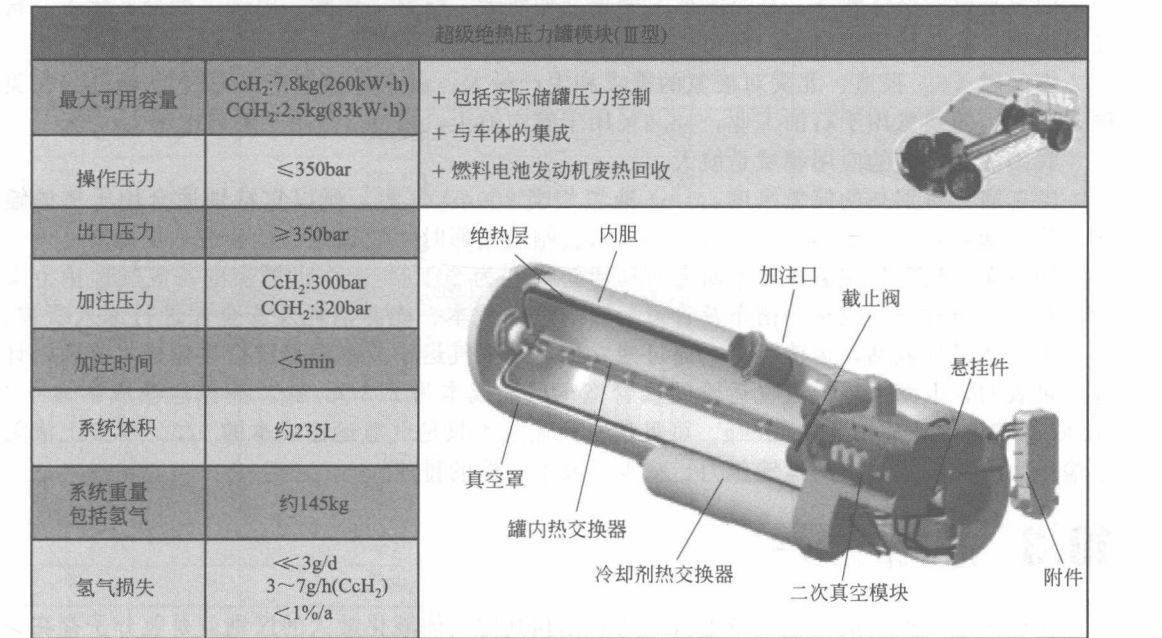 超级绝热压力罐模块(Ⅲ型)
最大可用容量
CcH₂:7.8kg(260kW·h)
CGH₂:2.5kg(83kW·h)
+ 包括实际储罐压力控制
+ 与车体的集成
+ 燃料电池发动机废热回收
操作压力
≤350bar
出口压力
≥350bar
加注压力
CcH₂:300bar
CGH₂:320bar
加注时间
<5min
系统体积
约235L
系统重量
包括氢气
约145kg
氢气损失
≪3g/d
3～7g/h(CcH₂)
<1%/a
绝热层
内胆
加注口
截止阀
悬挂件
真空罩
罐内热交换器
冷却剂热交换器
二次真空模块
附件